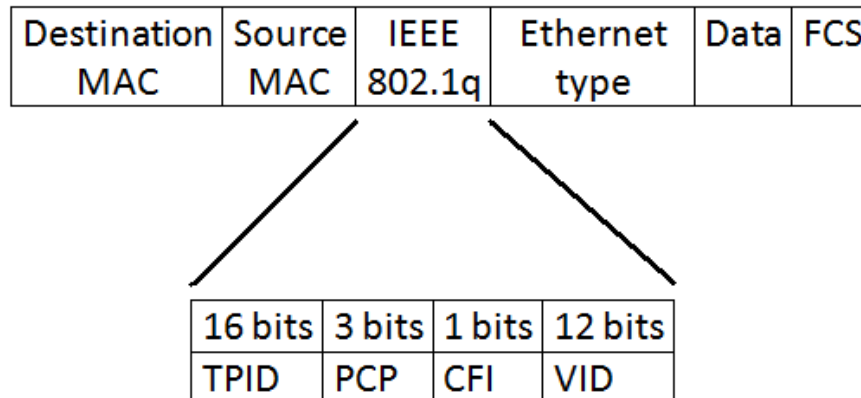 Destination MAC Source MAC IEEE 802.1q Ethernet type Data FCS
16 bits 3 bits 1 bits 12 bits
TPID PCP CFI VID